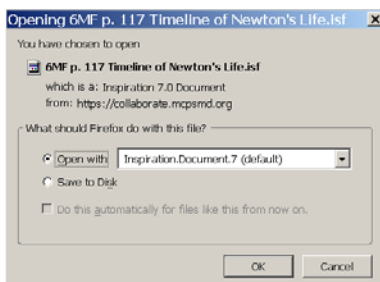 Opening 6MF p. 117 Timeline of Newton's Life.isf
You have chosen to open
6MF p. 117 Timeline of Newton's Life.isf
which is a: Inspiration 7.0 Document
from: https://collaborate.mcpsmd.org
What should Firefox do with this file?
Open with Inspiration.Document.7 (default)
Save to Disk
Do this automatically for files like this from now on.
OK Cancel